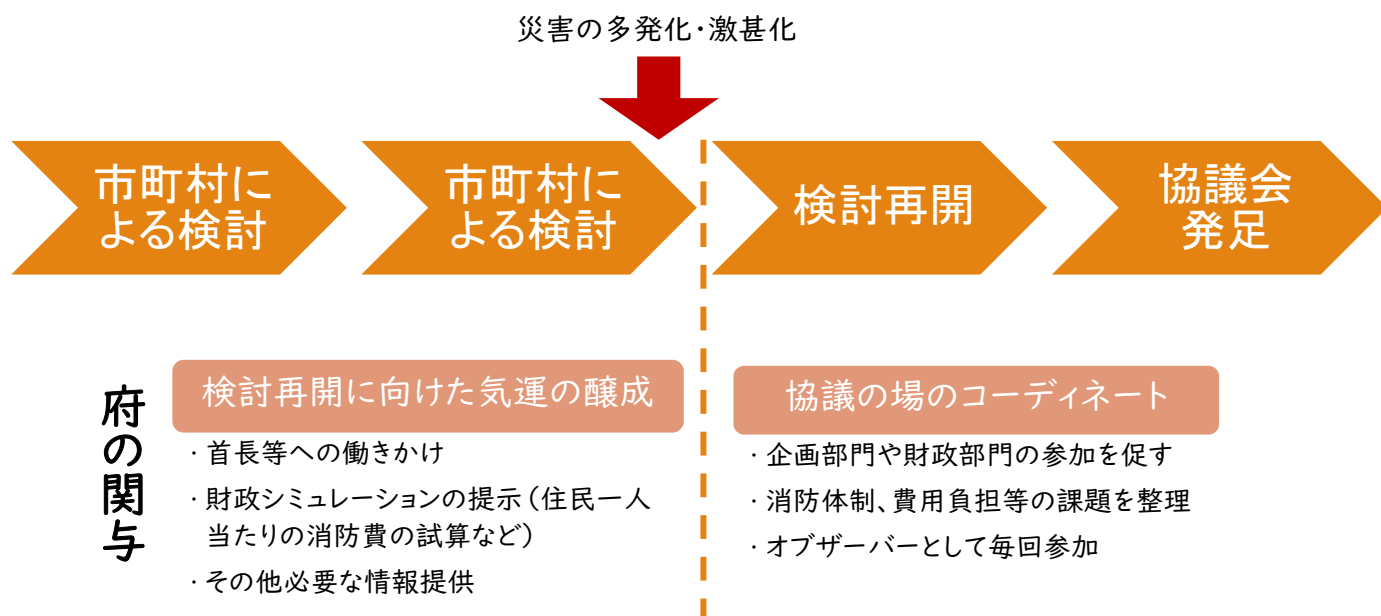 災害の多発化・激甚化
市町村に
よる検討
市町村に
よる検討
検討再開
協議会
発足
府の関与
検討再開に向けた気運の醸成
・首長等への働きかけ
・財政シミュレーションの提示（住民一人
当たりの消防費の試算など）
・その他必要な情報提供
協議の場のコーディネート
・企画部門や財政部門の参加を促す
・消防体制、費用負担等の課題を整理
・オブザーバーとして毎回参加